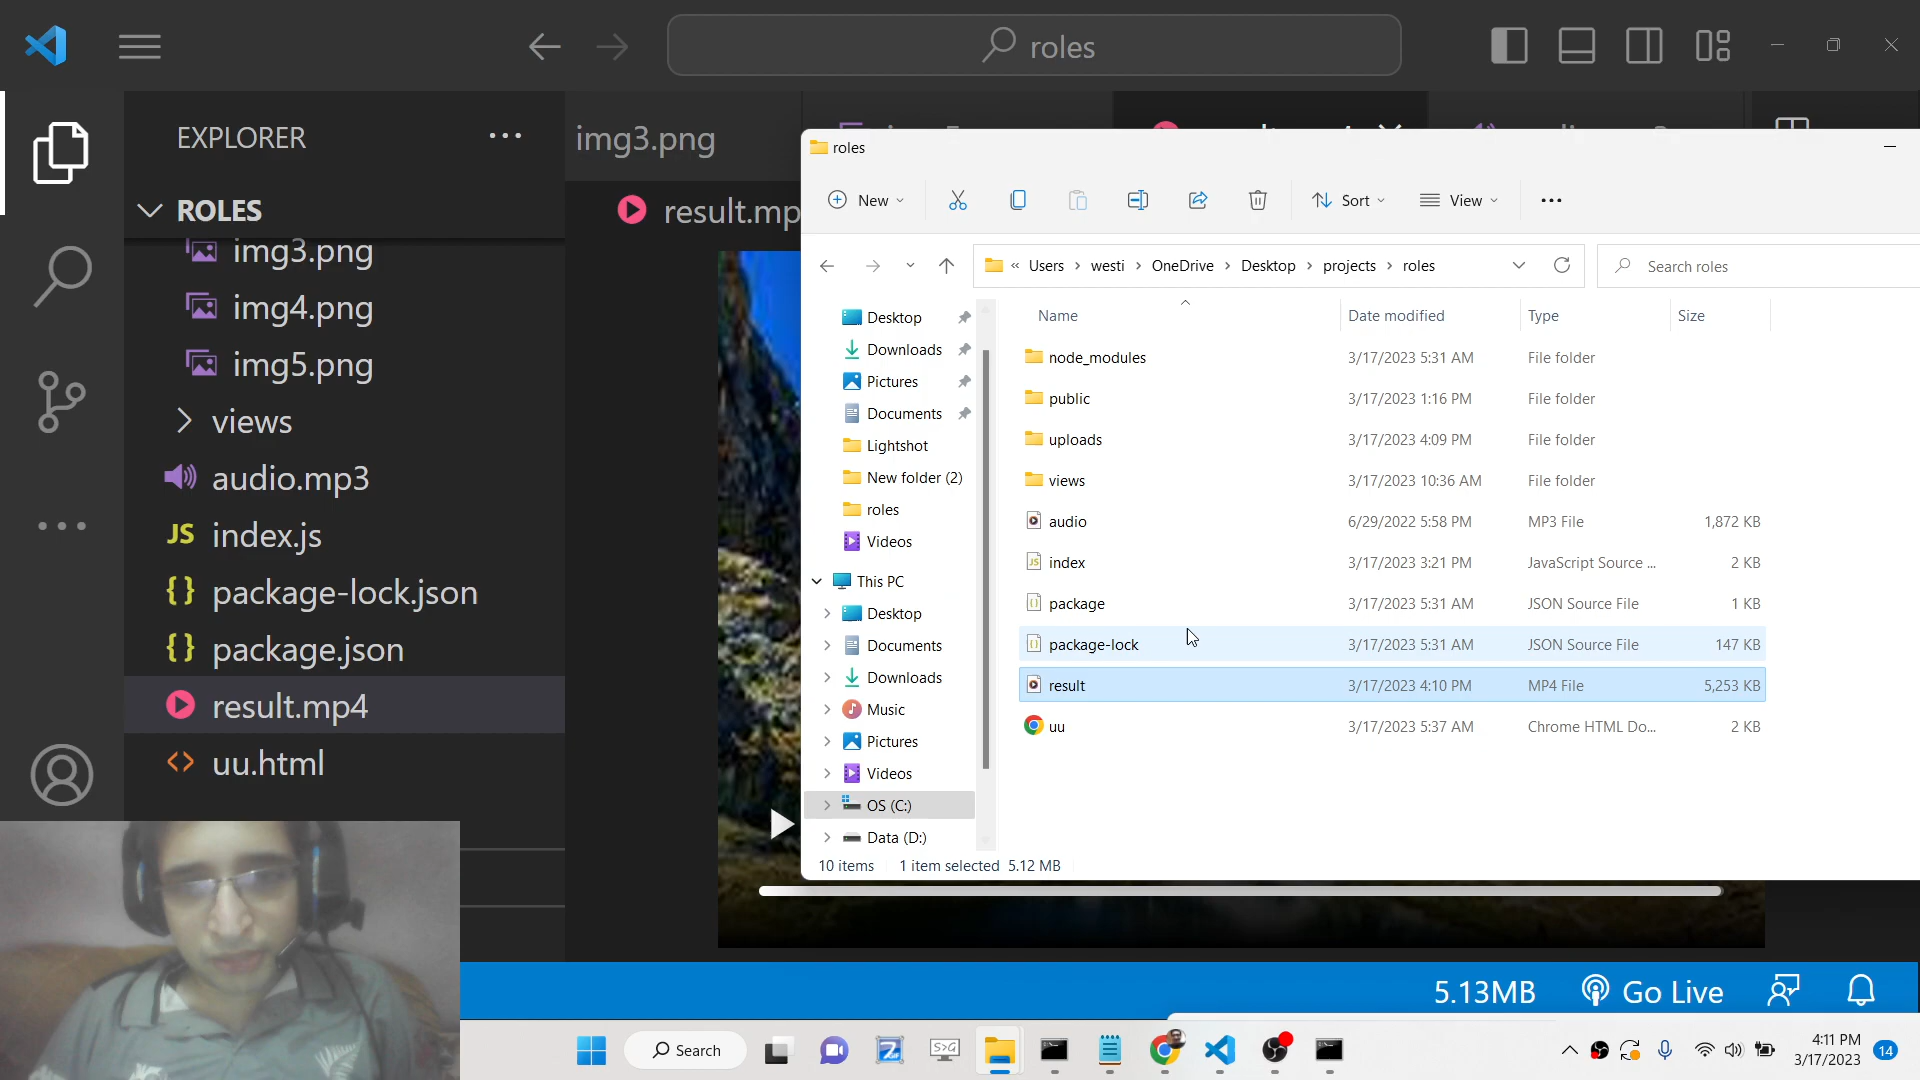 roles
EXPLORER
ROLES
img3.png
img4.png
img5.png
views
audio.mp3
JS index.js
{} package-lock.json
{} package.json
result.mp4
<> uu.html
img3.png
result.mp
roles
New
Sort
View
« Users > westi > OneDrive > Desktop > projects > roles
Search roles
Desktop
Downloads
Pictures
Documents
Lightshot
New folder (2)
roles
Videos
This PC
Desktop
Documents
Downloads
Music
Pictures
Videos
OS (C:)
Data (D:)
Name Date modified Type Size
node_modules 3/17/2023 5:31 AM File folder
public 3/17/2023 1:16 PM File folder
uploads 3/17/2023 4:09 PM File folder
views 3/17/2023 10:36 AM File folder
audio 6/29/2022 5:58 PM MP3 File 1,872 KB
index 3/17/2023 3:21 PM JavaScript Source ... 2 KB
package 3/17/2023 5:31 AM JSON Source File 1 KB
package-lock 3/17/2023 5:31 AM JSON Source File 147 KB
result 3/17/2023 4:10 PM MP4 File 5,253 KB
uu 3/17/2023 5:37 AM Chrome HTML Do... 2 KB
10 items 1 item selected 5.12 MB
5.13MB Go Live
Search
4:11 PM
3/17/2023
14